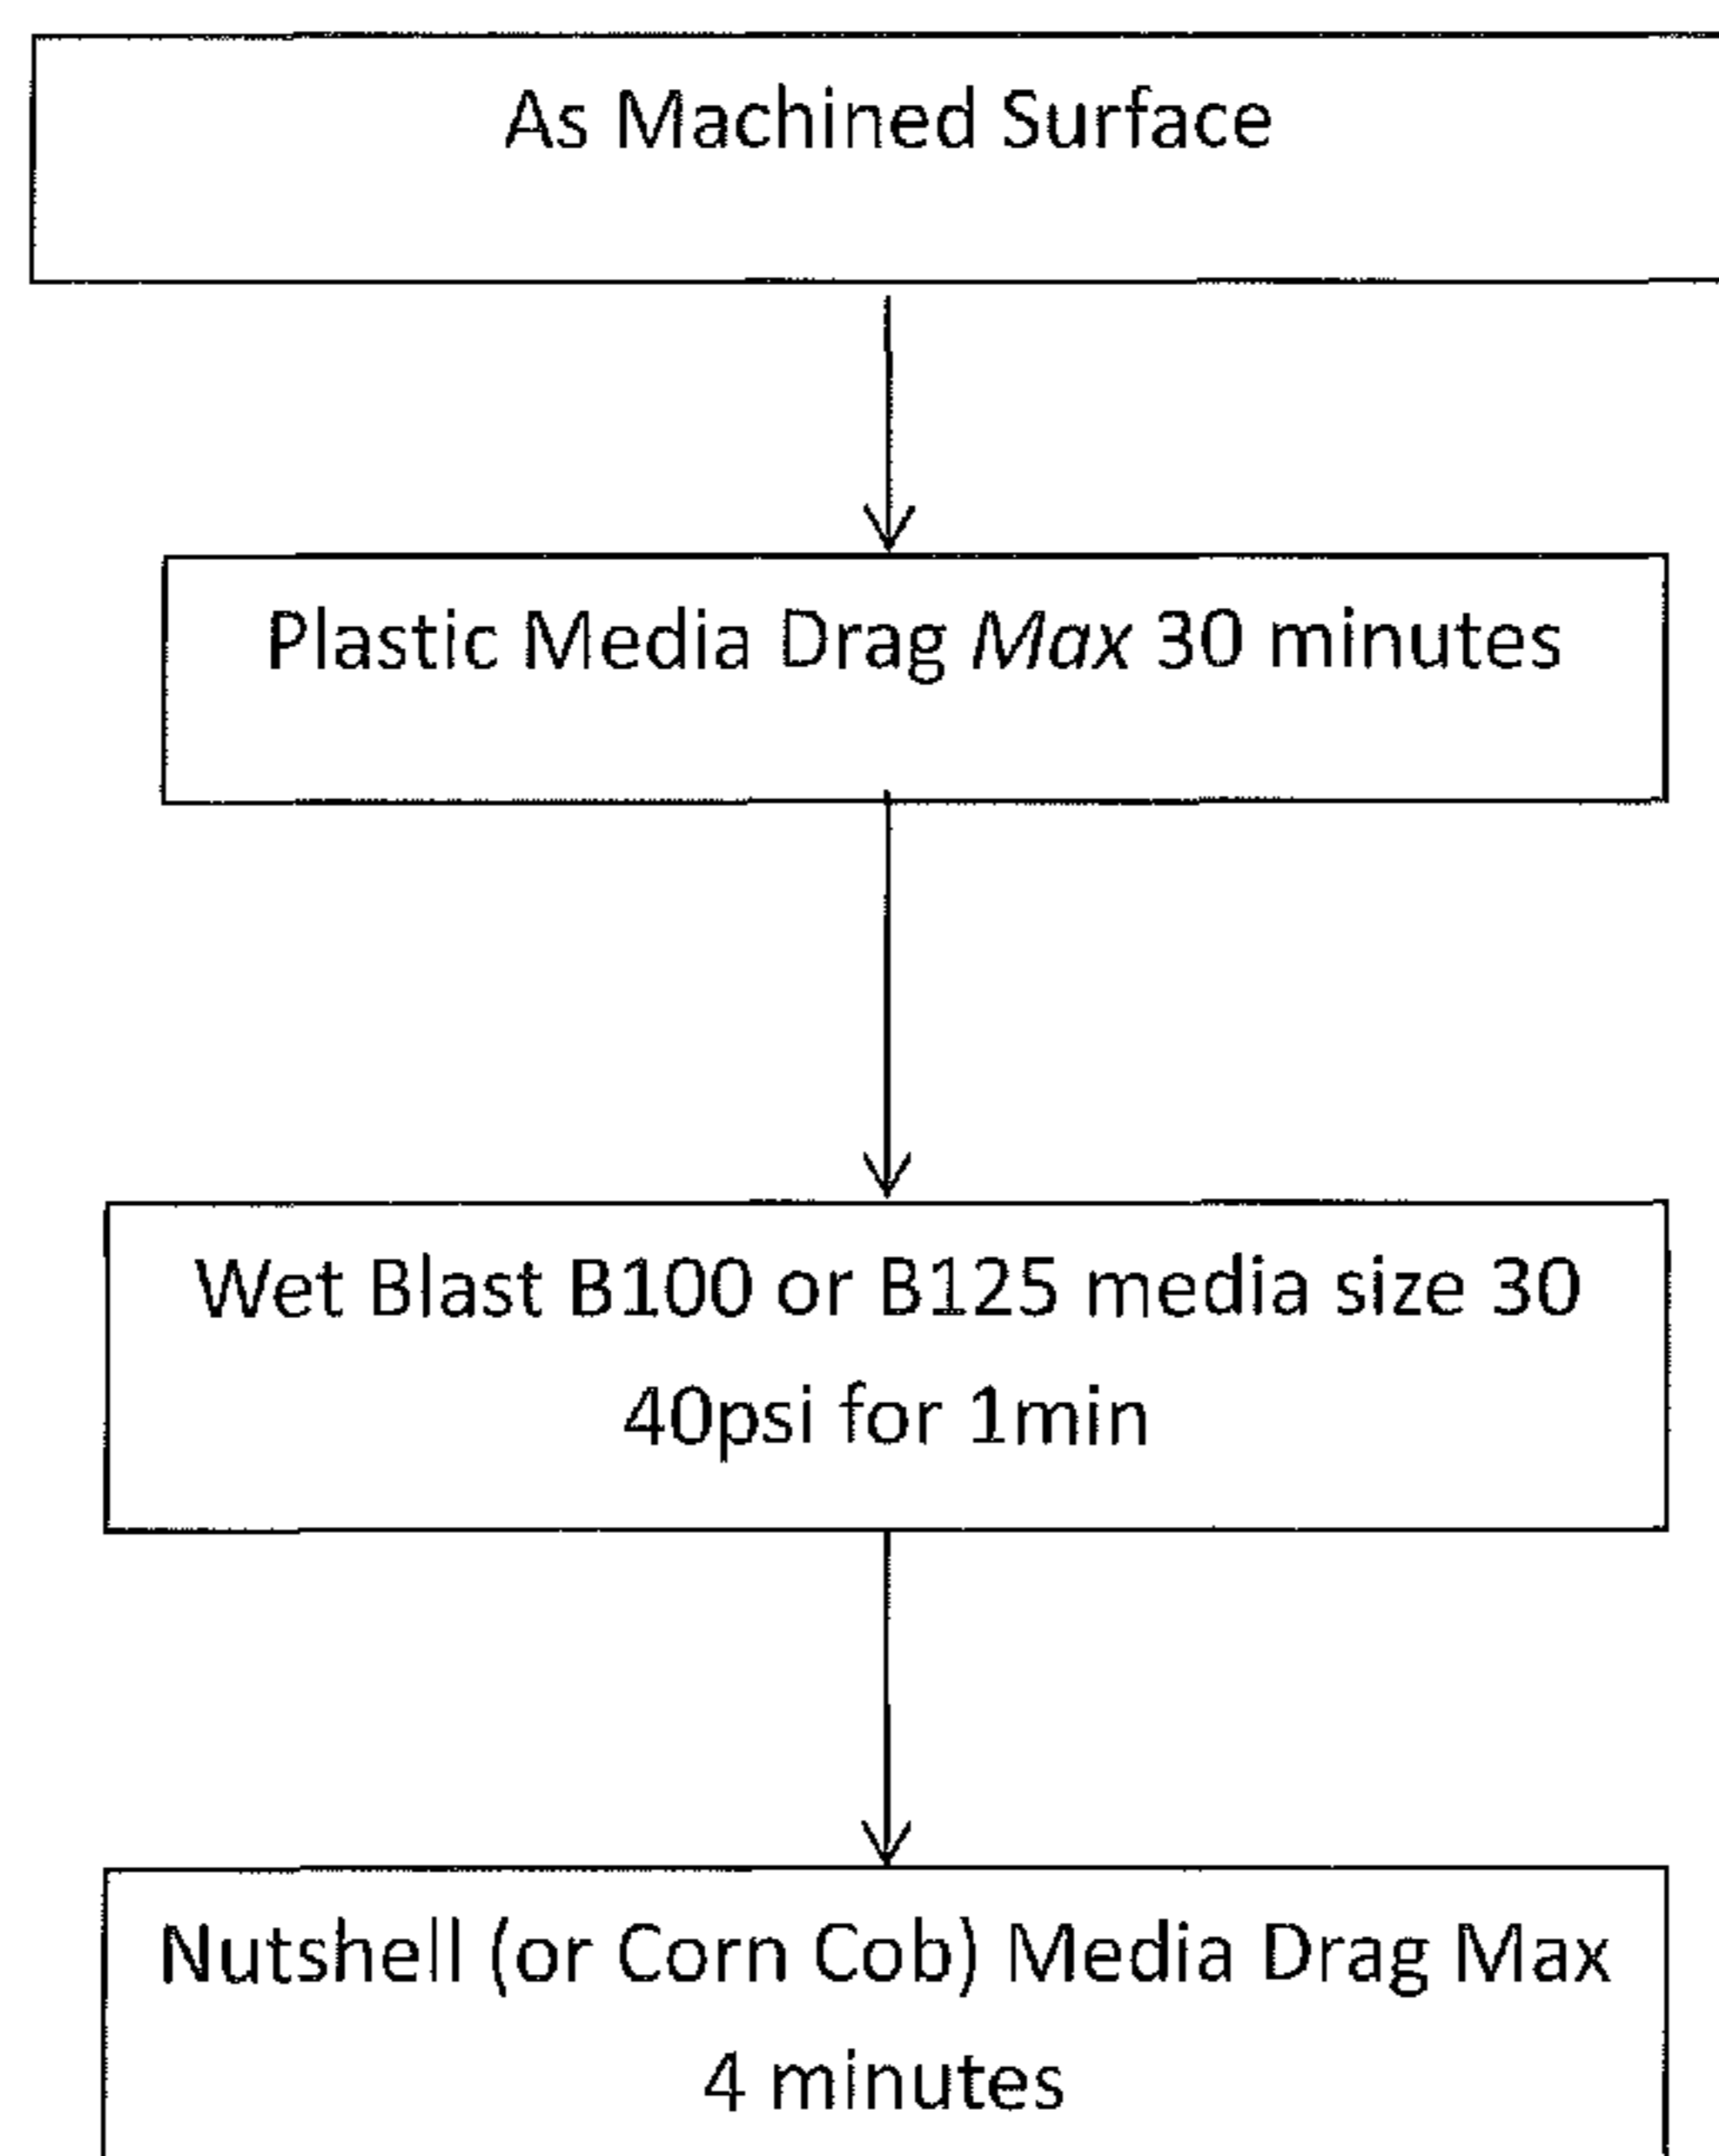 As Machined Surface
Plastic Media Drag Max 30 minutes
Wet Blast B100 or B125 media size 30
40psi for 1min
Nutshell (or Corn Cob) Media Drag Max
4 minutes